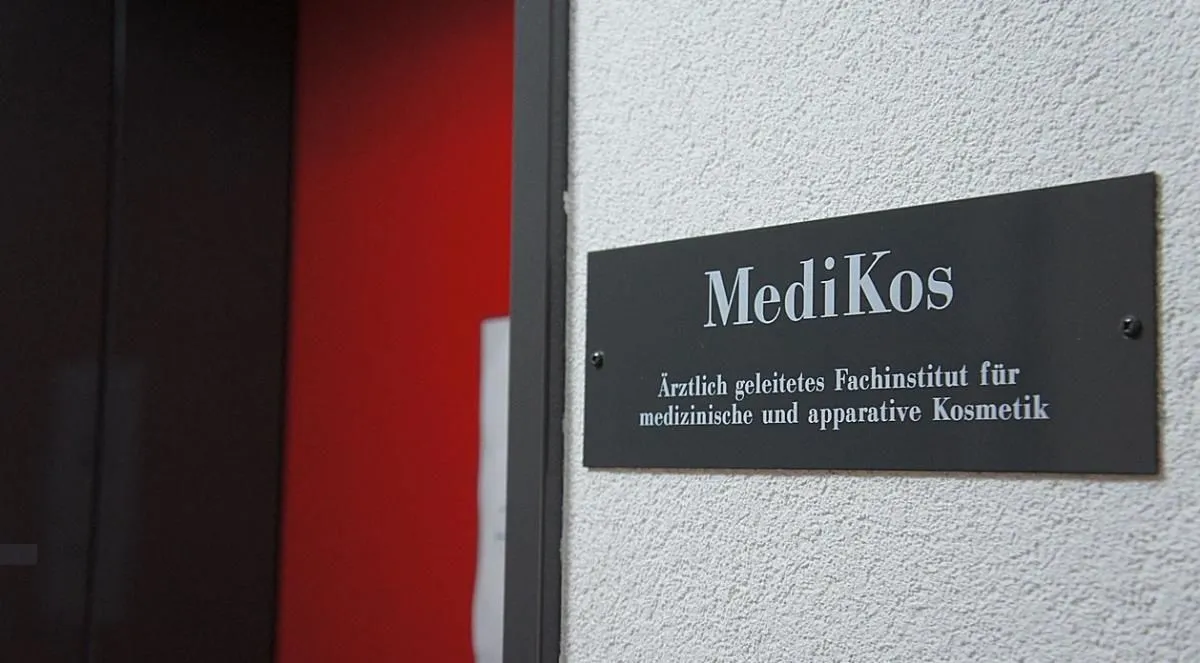 MediKos
Ärztlich geleitetes Fachinstitut für
medizinische und apparative Kosmetik